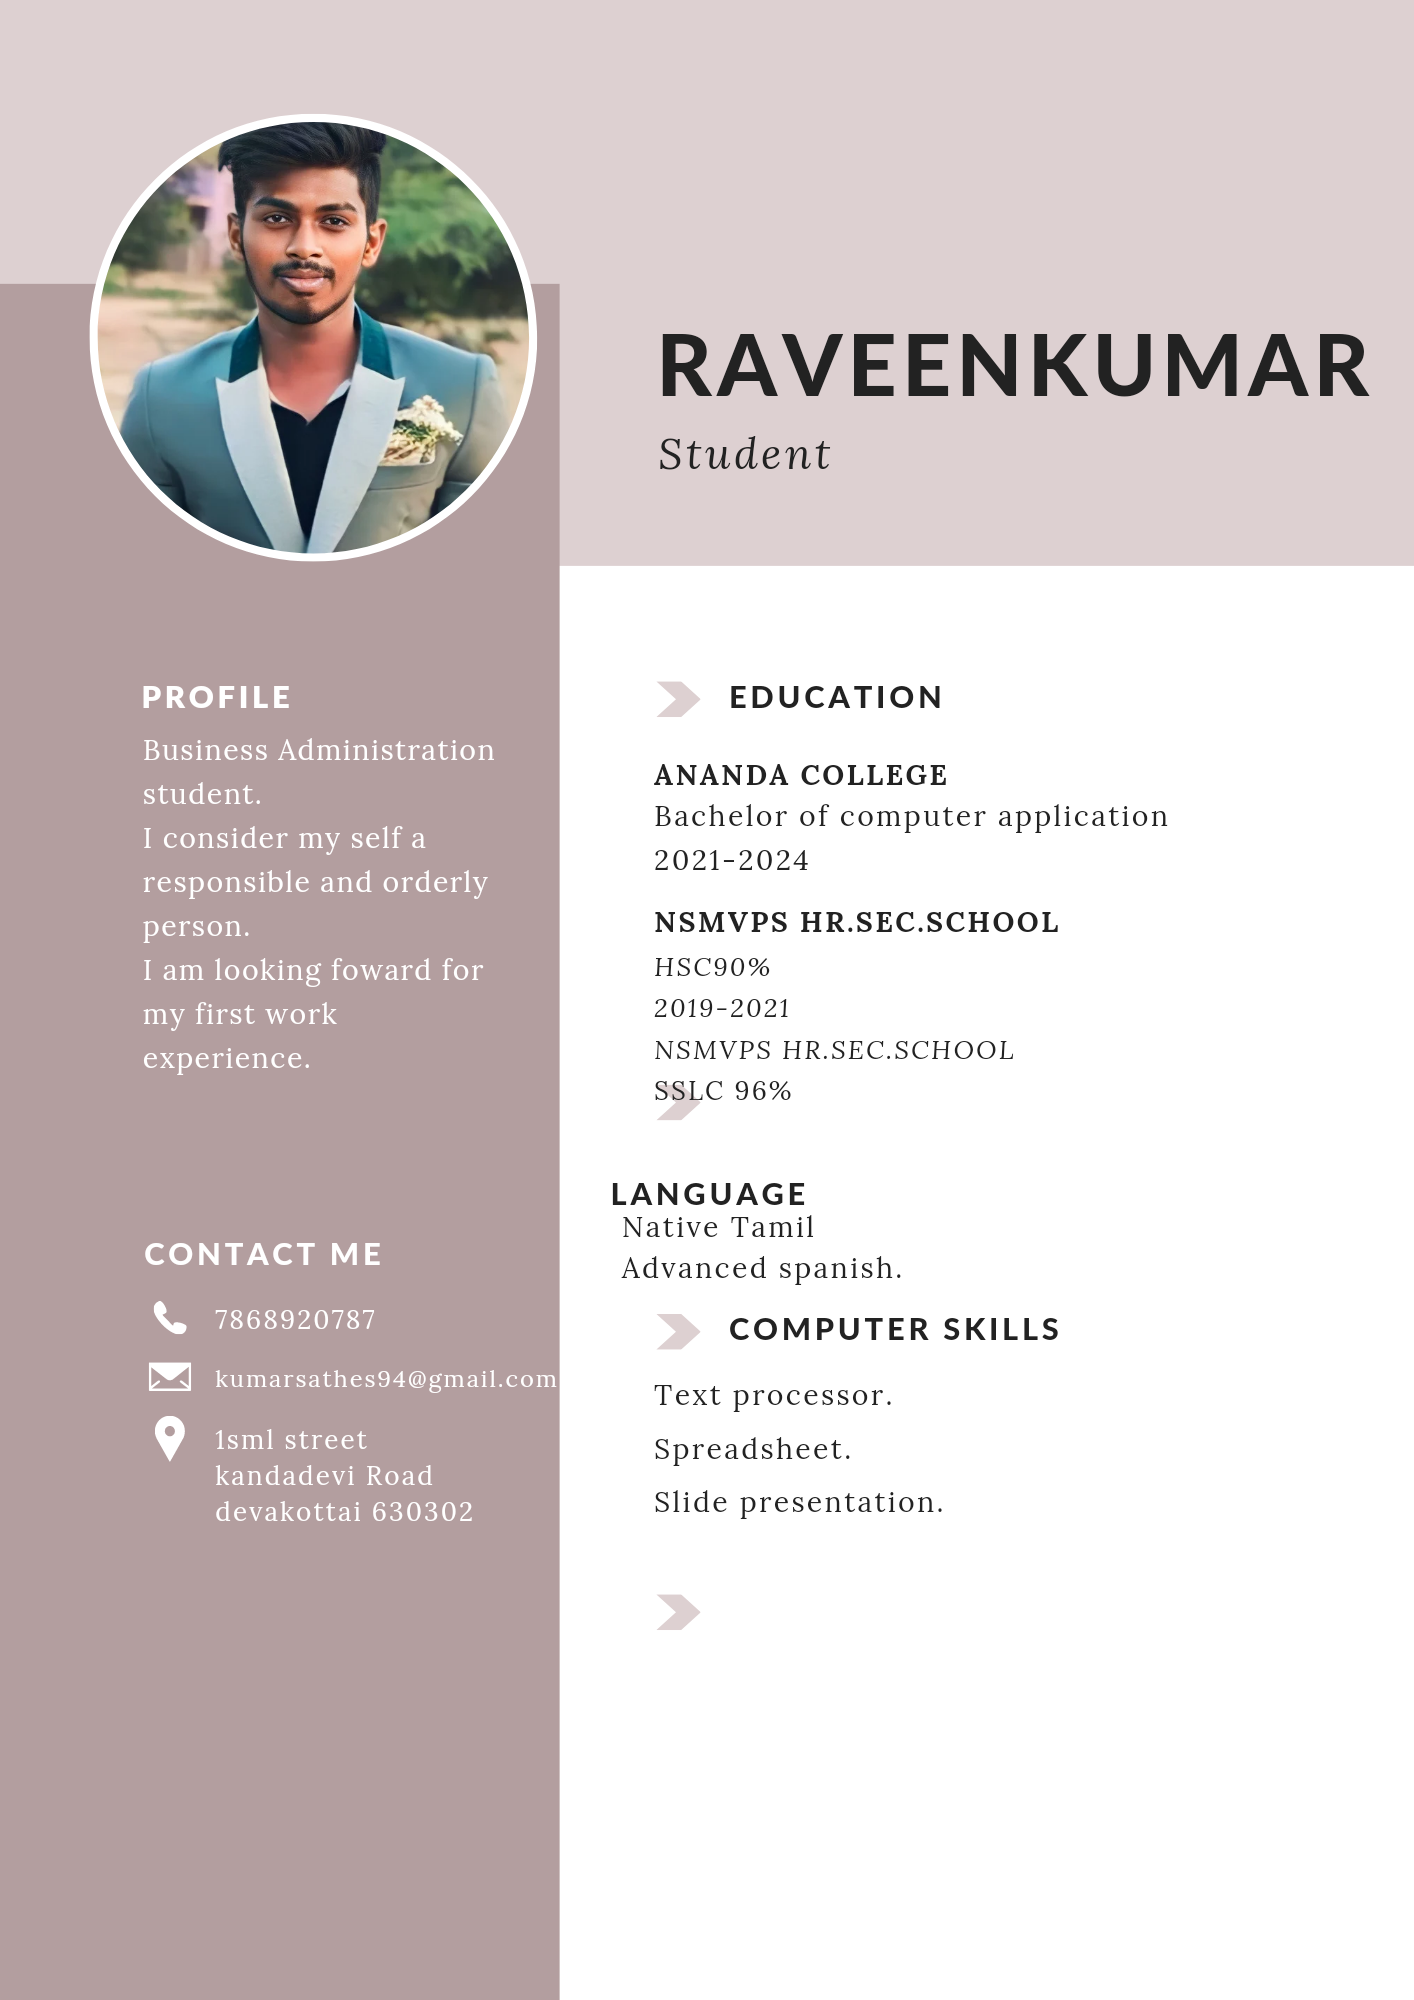 RAVEENKUMAR
Student
PROFILE
Business Administration
student.
I consider my self a
responsible and orderly
person.
I am looking foward for
my first work
experience.
CONTACT ME
7868920787
kumarsathes94@gmail.com
1sml street
kandadevi Road
devakottai 630302
EDUCATION
ANANDA COLLEGE
Bachelor of computer application
2021-2024
NSMVPS HR.SEC.SCHOOL
HSC90%
2019-2021
NSMVPS HR.SEC.SCHOOL
SSLC 96%
LANGUAGE
Native Tamil
Advanced spanish.
COMPUTER SKILLS
Text processor.
Spreadsheet.
Slide presentation.